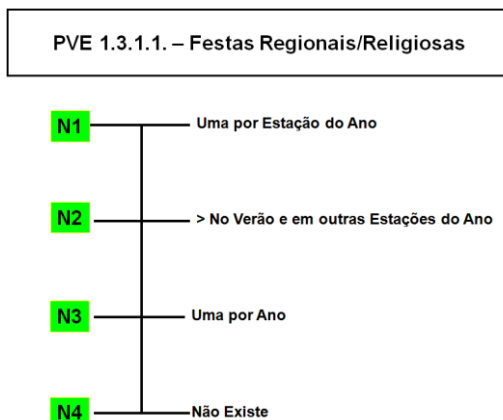 PVE 1.3.1.1. – Festas Regionais/Religiosas
N1 Uma por Estação do Ano
N2 > No Verão e em outras Estações do Ano
N3 Uma por Ano
N4 Não Existe